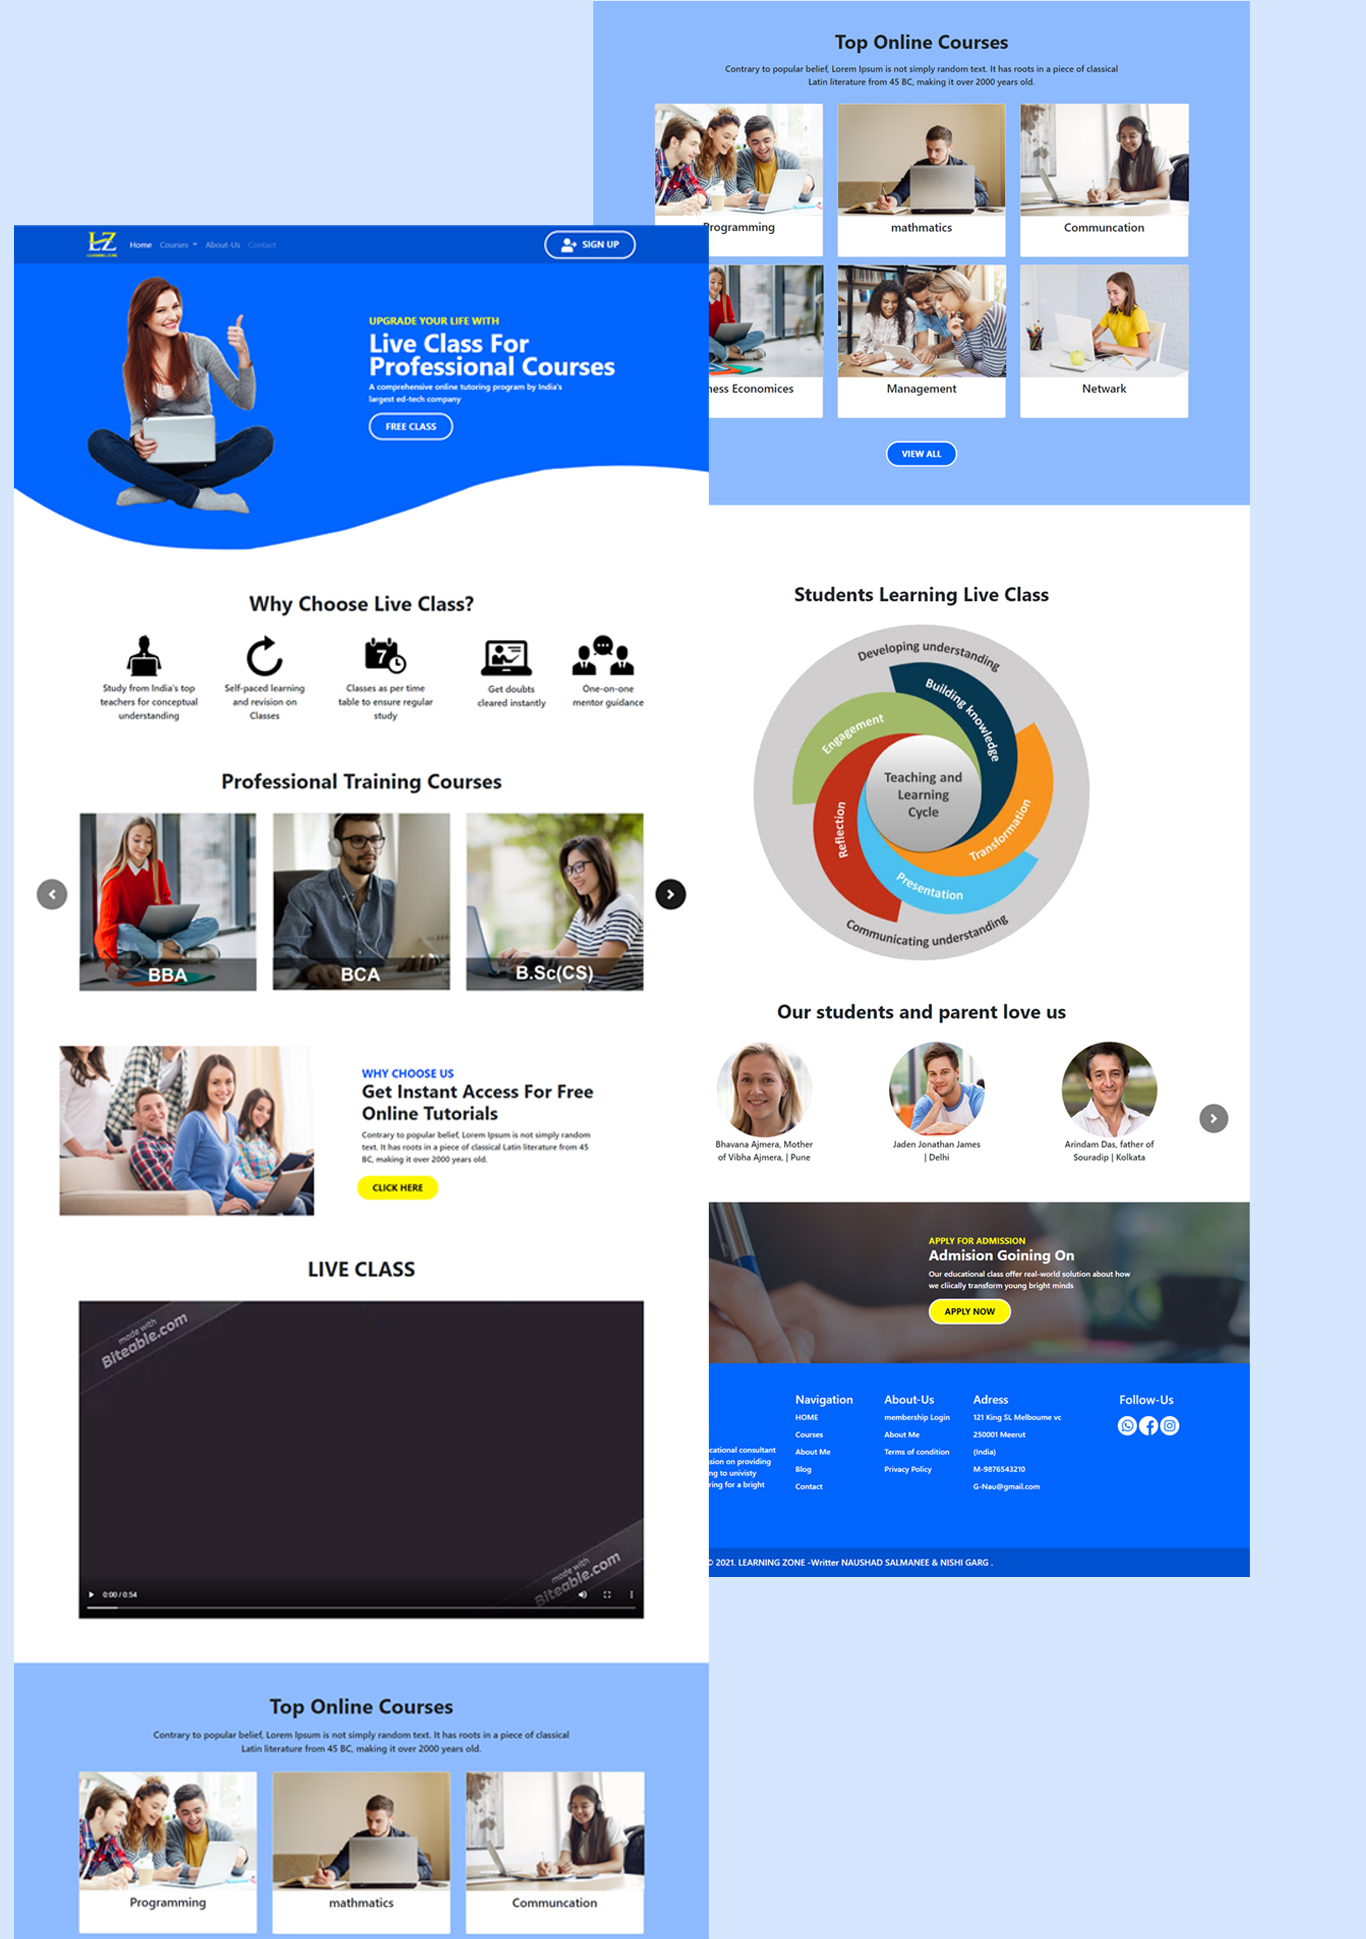 LZ
LEARNING ZONE
Home Courses About-Us Contact
SIGN UP
UPGRADE YOUR LIFE WITH
Live Class For
Professional Courses
A comprehensive online tutoring program by India's
largest ed-tech company
FREE CLASS
Why Choose Live Class?
Study from India's top
teachers for conceptual
understanding
Self-paced learning
and revision on
Classes
7
Classes as per time
table to ensure regular
study
Get doubts
cleared instantly
One-on-one
mentor guidance
Professional Training Courses
BBA
BCA
B.Sc(CS)
WHY CHOOSE US
Get Instant Access For Free
Online Tutorials
Contrary to popular belief, Lorem Ipsum is not simply random
text. It has roots in a piece of classical Latin literature from 45
BC, making it over 2000 years old.
CLICK HERE
LIVE CLASS
made with
Biteable.com
made with
Biteable.com
0:00 / 0:54
Top Online Courses
Contrary to popular belief, Lorem Ipsum is not simply random text. It has roots in a piece of classical
Latin literature from 45 BC, making it over 2000 years old.
Programming
mathmatics
Communcation
Top Online Courses
Contrary to popular belief, Lorem Ipsum is not simply random text. It has roots in a piece of classical
Latin literature from 45 BC, making it over 2000 years old.
Programming
mathmatics
Communcation
ness Economices
Management
Netwark
VIEW ALL
Students Learning Live Class
Developing understanding
Building knowledge
Engagement
Teaching and
Learning
Cycle
Transformation
Reflection
Presentation
Communicating understanding
Our students and parent love us
Bhavana Ajmera, Mother
of Vibha Ajmera, | Pune
Jaden Jonathan James
| Delhi
Arindam Das, father of
Souradip | Kolkata
APPLY FOR ADMISSION
Admision Goining On
Our educational class offer real-world solution about how
we cliically transform young bright minds
APPLY NOW
cational consultant
sion on providing
ng to univisty
ring for a bright
Navigation
HOME
Courses
About Me
Blog
Contact
About-Us
membership Login
About Me
Terms of condition
Privacy Policy
Adress
121 King SL Melboume vc
250001 Meerut
(India)
M-9876543210
G-Nau@gmail.com
Follow-Us
© 2021. LEARNING ZONE -Writter NAUSHAD SALMANEE & NISHI GARG .